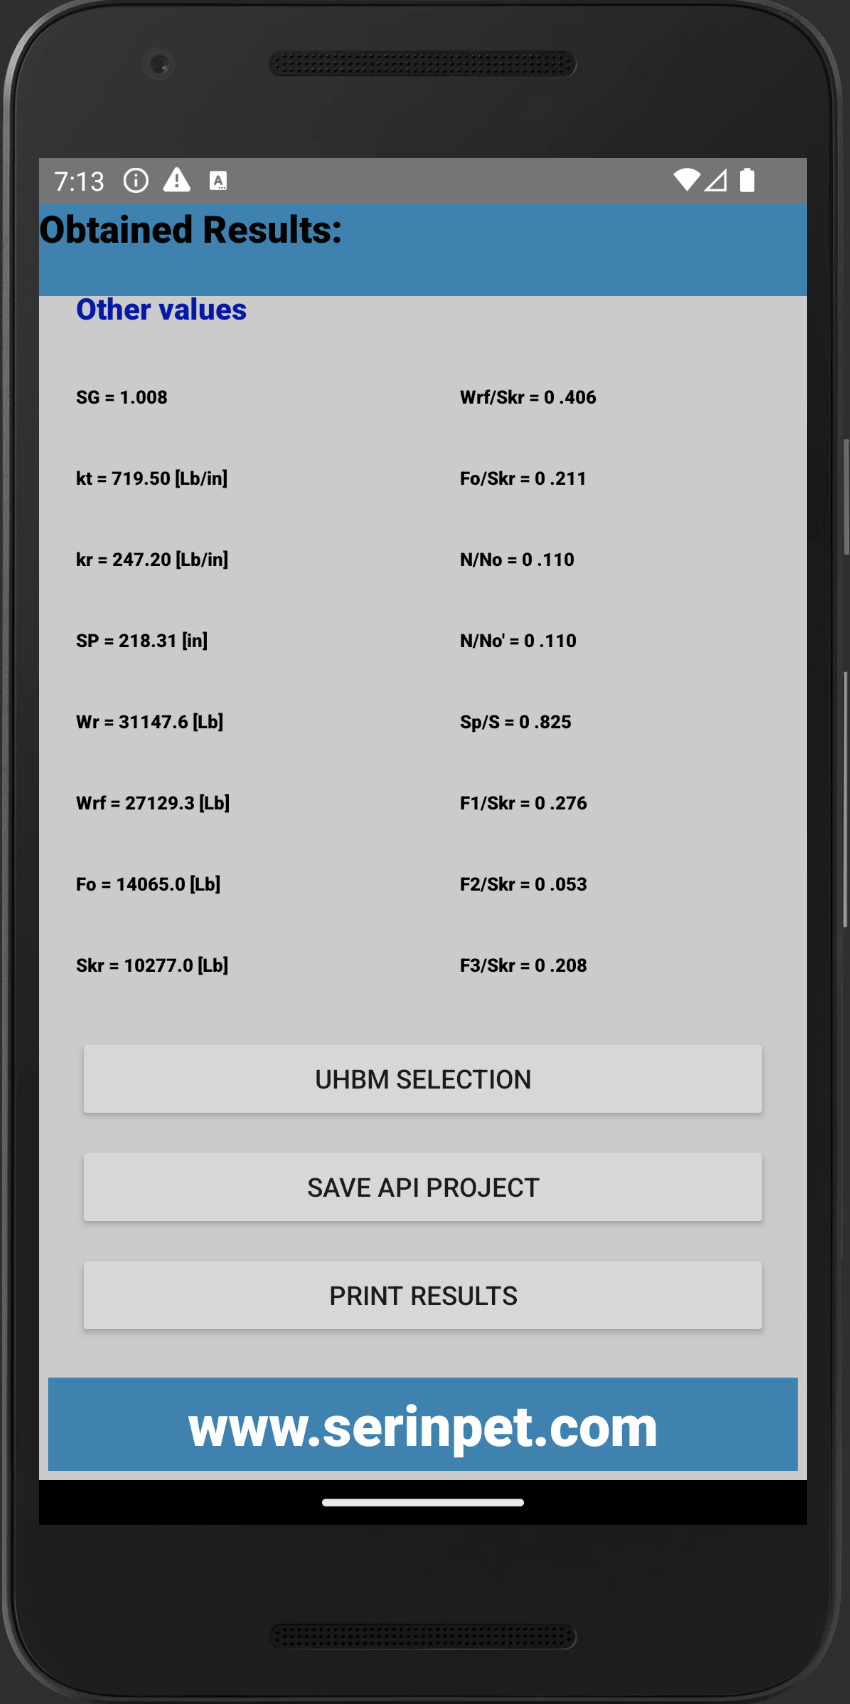 7:13
Obtained Results:
Other values
SG = 1.008
Wrf/Skr = 0 .406
kt = 719.50 [Lb/in]
Fo/Skr = 0 .211
kr = 247.20 [Lb/in]
N/No = 0 .110
SP = 218.31 [in]
N/No' = 0 .110
Wr = 31147.6 [Lb]
Sp/S = 0 .825
Wrf = 27129.3 [Lb]
F1/Skr = 0 .276
Fo = 14065.0 [Lb]
F2/Skr = 0 .053
Skr = 10277.0 [Lb]
F3/Skr = 0 .208
UHBM SELECTION
SAVE API PROJECT
PRINT RESULTS
www.serinpet.com